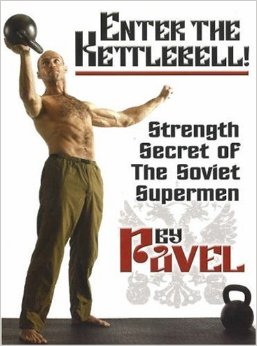 ENTER THE
KETTLEBELL!
Strength
Secret of
The Soviet
Supermen
BY
PAVEL